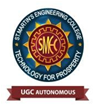 ST.MARTIN'S ENGINEERING COLLEGE
SMEC
TECHNOLOGY FOR PROSPERITY
UGC AUTONOMOUS